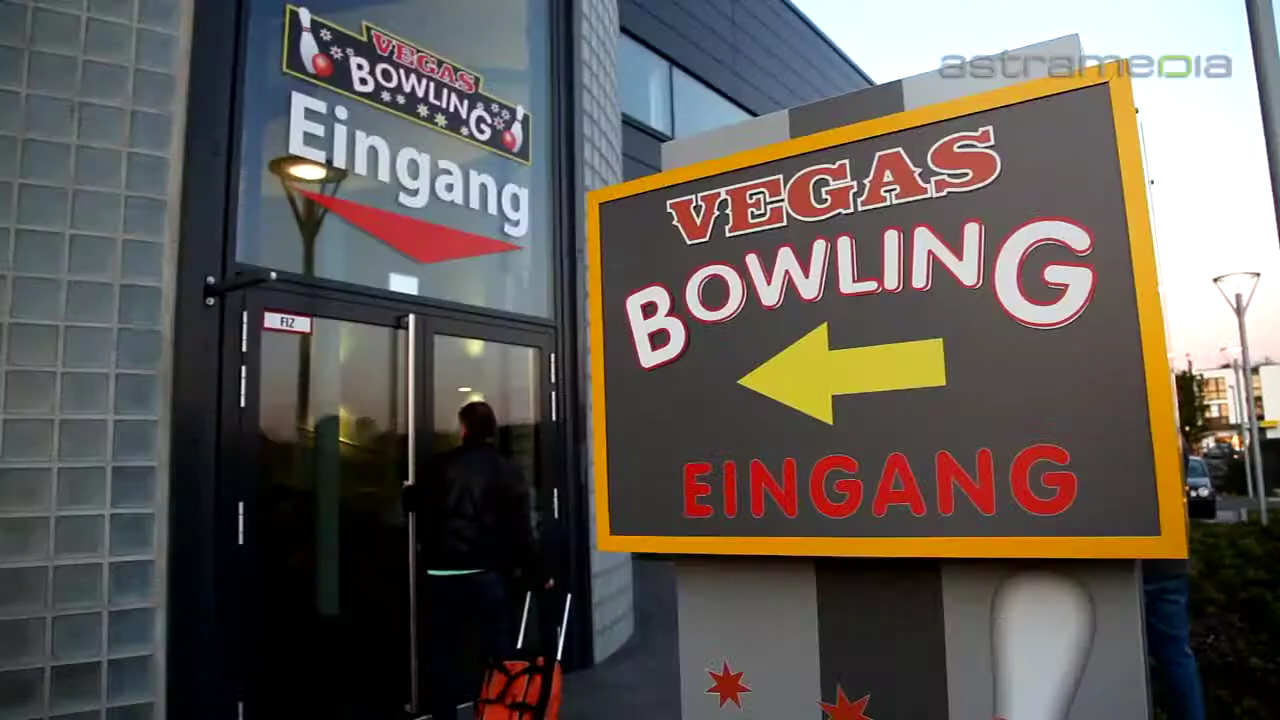 VEGAS
BOWLING
Eingang
FIZ
astramedia
VEGAS
BOWLING
EINGANG